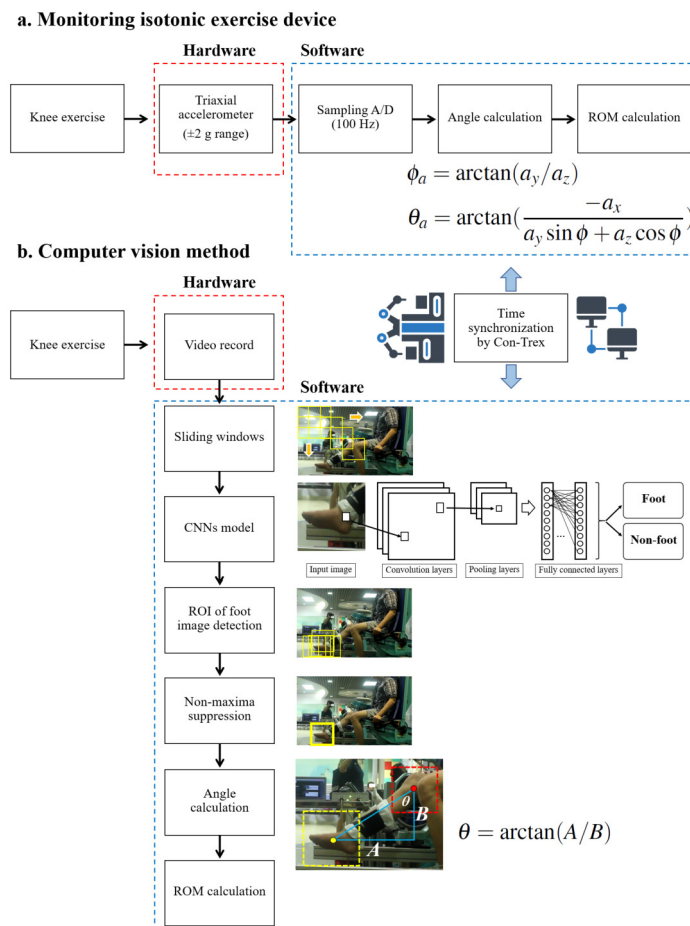 a. Monitoring isotonic exercise device
Hardware
Software
Knee exercise
Triaxial
accelerometer
(±2 g range)
Sampling A/D
(100 Hz)
Angle calculation
ROM calculation
ϕₐ = arctan(a_y/a_z)
θₐ = arctan(−aₓ / (a_y sin ϕ + a_z cos ϕ))
b. Computer vision method
Hardware
Knee exercise
Video record
Time
synchronization
by Con-Trex
Software
Sliding windows
CNNs model
Foot
Non-foot
...
Input image
Convolution layers
Pooling layers
Fully connected layers
ROI of foot
image detection
Non-maxima
suppression
Angle
calculation
θ
B
A
θ = arctan(A/B)
ROM calculation